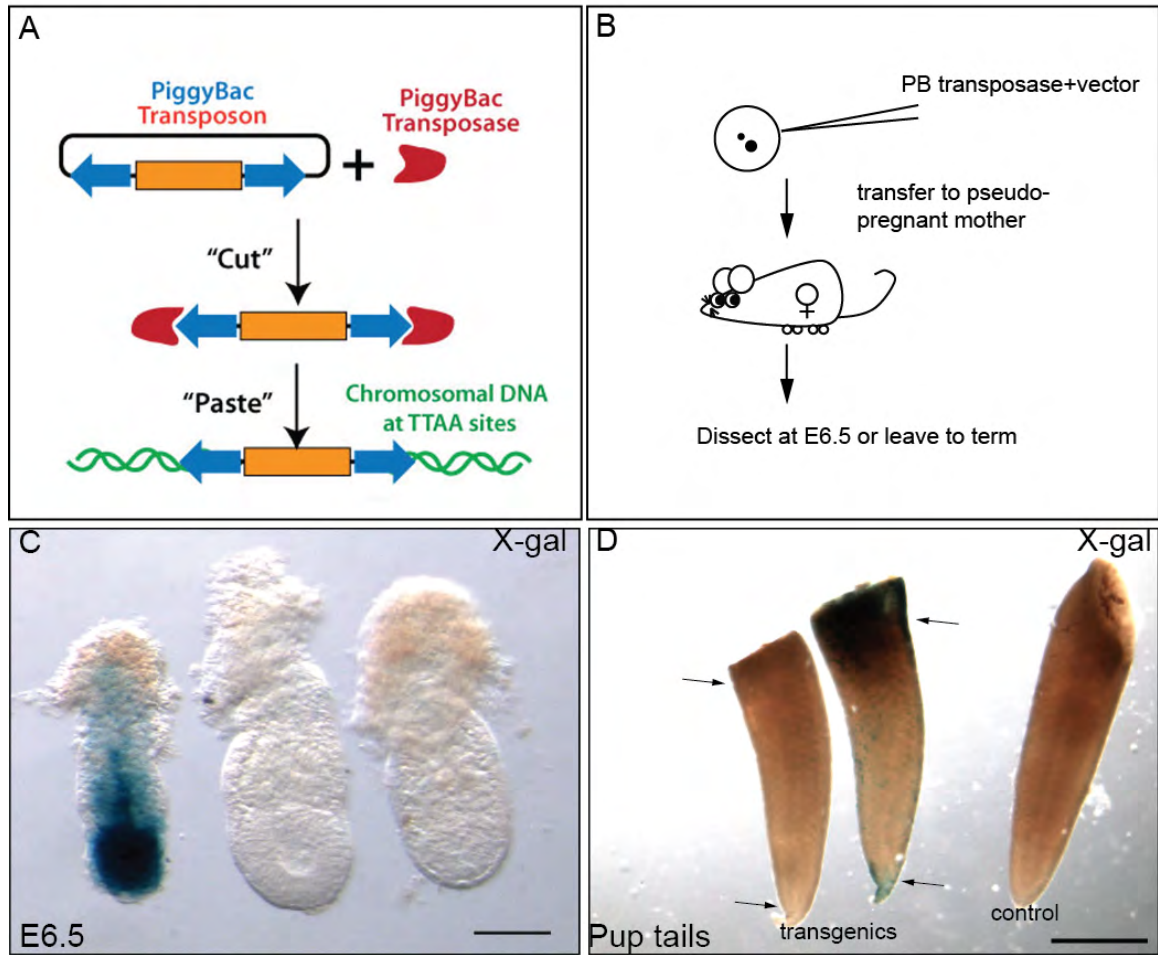 A
PiggyBac
Transposon
PiggyBac
Transposase
+
“Cut”
“Paste”
Chromosomal DNA
at TTAA sites
B
PB transposase+vector
transfer to pseudo-
pregnant mother
♀
Dissect at E6.5 or leave to term
C
X-gal
E6.5
D
X-gal
Pup tails
transgenics
control